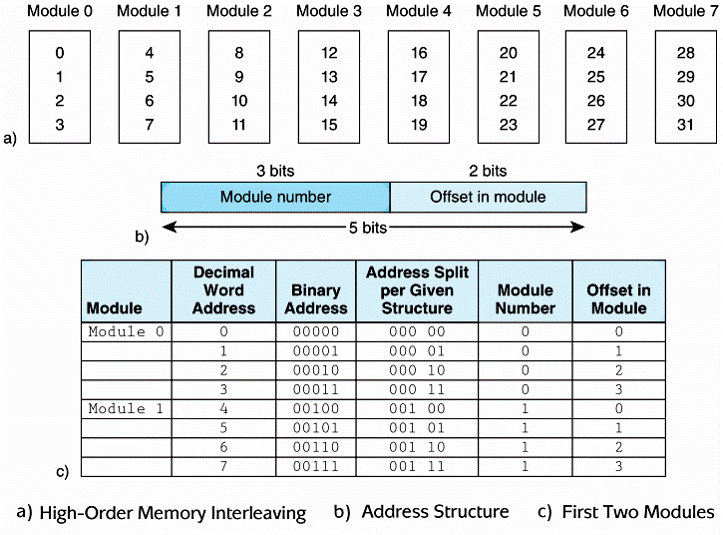 Module 0 Module 1 Module 2 Module 3 Module 4 Module 5 Module 6 Module 7
0 4 8 12 16 20 24 28
1 5 9 13 17 21 25 29
2 6 10 14 18 22 26 30
3 7 11 15 19 23 27 31
a)
3 bits 2 bits
Module number Offset in module
5 bits
b)
Decimal Address Split
Word Binary per Given Module Offset in
Module Address Address Structure Number Module
Module 0 0 00000 000 00 0 0
1 00001 000 01 0 1
2 00010 000 10 0 2
3 00011 000 11 0 3
Module 1 4 00100 001 00 1 0
5 00101 001 01 1 1
6 00110 001 10 1 2
7 00111 001 11 1 3
c)
a) High-Order Memory Interleaving b) Address Structure c) First Two Modules